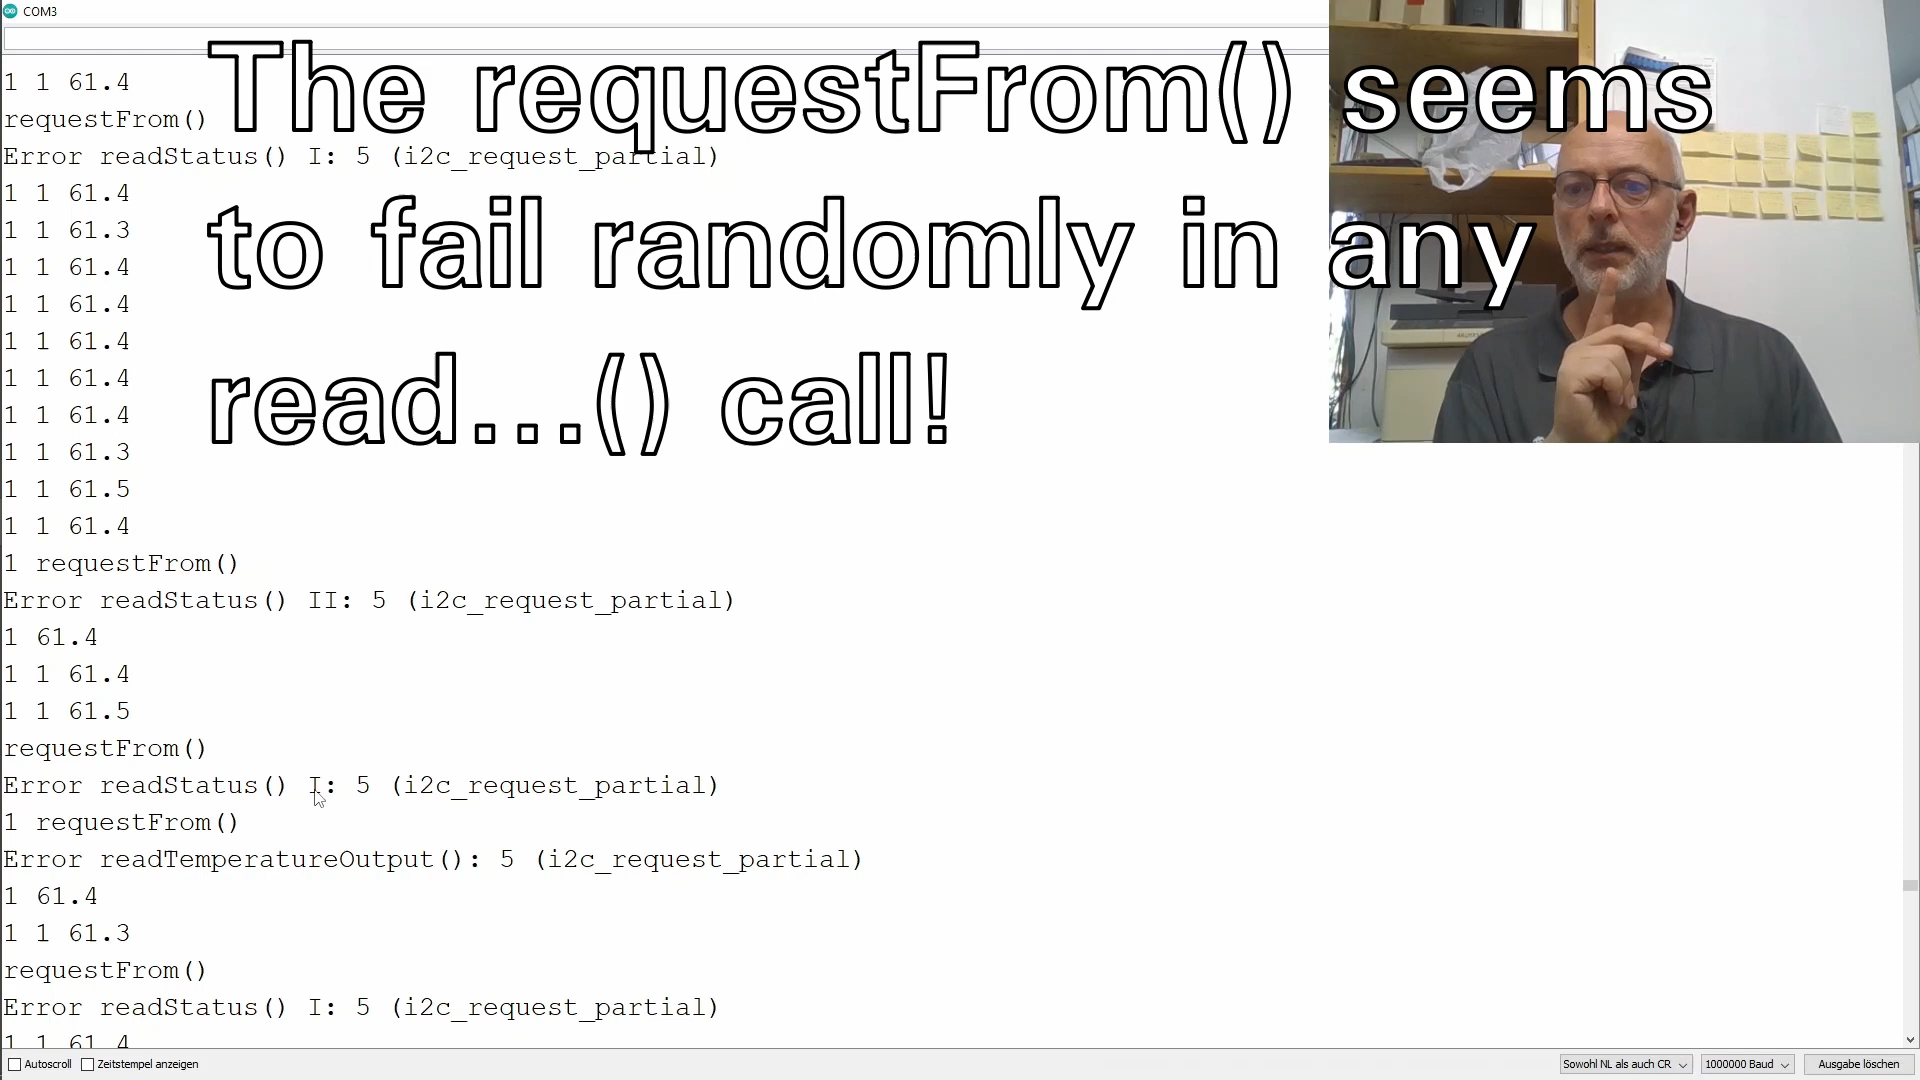 COM3
The requestFrom() seems
to fail randomly in any
read...() call!
1 1 61.4
requestFrom()
Error readStatus() I: 5 (i2c_request_partial)
1 1 61.4
1 1 61.3
1 1 61.4
1 1 61.4
1 1 61.4
1 1 61.4
1 1 61.4
1 1 61.3
1 1 61.5
1 1 61.4
1 requestFrom()
Error readStatus() II: 5 (i2c_request_partial)
1 61.4
1 1 61.4
1 1 61.5
requestFrom()
Error readStatus() I: 5 (i2c_request_partial)
1 requestFrom()
Error readTemperatureOutput(): 5 (i2c_request_partial)
1 61.4
1 1 61.3
requestFrom()
Error readStatus() I: 5 (i2c_request_partial)
1 1 61.4
Autoscroll Zeitstempel anzeigen Sowohl NL als auch CR 1000000 Baud Ausgabe löschen